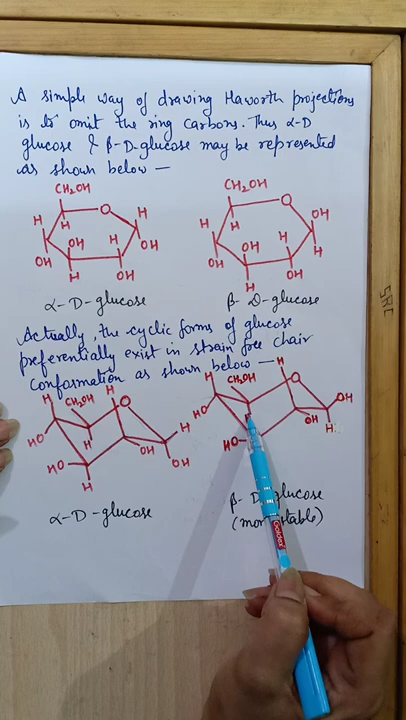 A simple way of drawing Haworth projections
is to omit the ring carbons. Thus α-D
glucose & β-D-glucose may be represented
as shown below —
CH₂OH
O
H
H
H
OH
H
OH
OH
H
H
OH
α-D-glucose
CH₂OH
O
OH
H
H
OH
H
OH
H
H
OH
β-D-glucose
Actually, the cyclic forms of glucose
preferentially exist in strain free chair
conformation as shown below —
H
CH₂OH
H
O
HO
H
H
HO
OH
OH
H
α-D-glucose
H
CH₂OH
H
O
HO
OH
OH
H
HO
β-D glucose
Cello